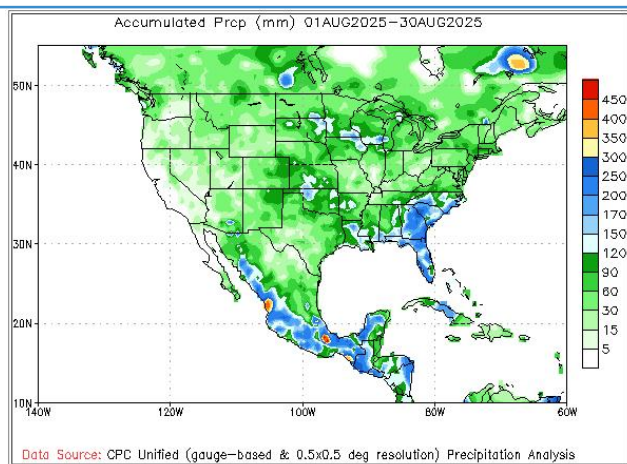 Accumulated Prcp (mm) 01AUG2025-30AUG2025
50N
40N
30N
20N
10N
140W
120W
100W
80W
60W
450
400
350
300
250
200
170
150
120
90
60
30
15
5
Data Source: CPC Unified (gauge-based & 0.5x0.5 deg resolution) Precipitation Analysis